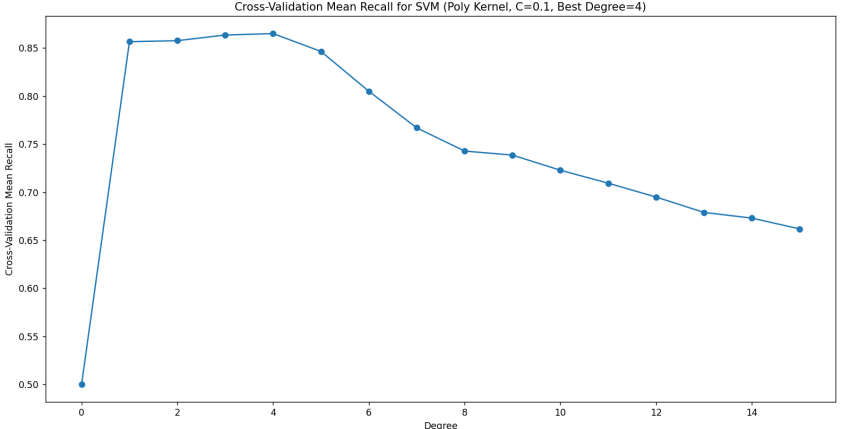 Cross-Validation Mean Recall for SVM (Poly Kernel, C=0.1, Best Degree=4)
Cross-Validation Mean Recall
0.85
0.80
0.75
0.70
0.65
0.60
0.55
0.50
0 2 4 6 8 10 12 14
Degree